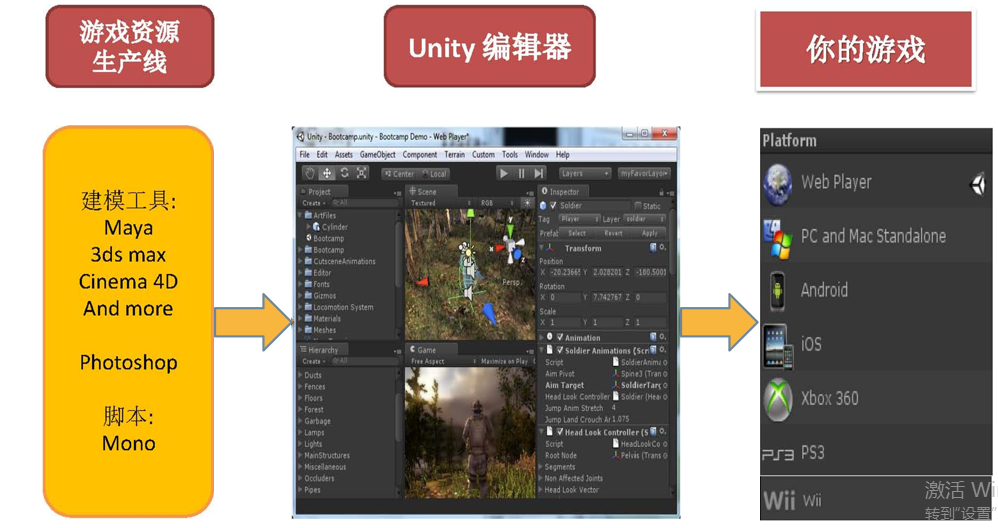 游戏资源
生产线
Unity 编辑器
你的游戏
建模工具:
Maya
3ds max
Cinema 4D
And more
Photoshop
脚本:
Mono
Unity - Bootcamp.unity - Bootcamp Demo - Web Player*
File Edit Assets GameObject Component Terrain Custom Tools Window Help
Center Local
Layers
myFavorLayou
Project
Create
All
ArtFiles
Cylinder
Bootcamp
Bootcamp
CutsceneAnimations
Editor
Fonts
Gizmos
Locomotion System
Materials
Meshes
Scene
Textured
RGB
Persp
Hierarchy
Create
All
Ducts
Fences
Floors
Forest
Garbage
Lamps
Lights
MainStructures
Miscellaneous
Occluders
Pipes
Game
Free Aspect
Maximize on Play
Inspector
Soldier
Static
Tag Player Layer soldier
Prefab Select Revert Apply
Transform
Position
X -20.2366 Y 2.028201 Z -180.5001
Rotation
X 0 Y 7.742767 Z 0
Scale
X 1 Y 1 Z 1
Animation
Soldier Animations (Scri
Script SoldierAnima
Aim Pivot Spine3 (Tran
Aim Target SoldierTarg
Head Look Controller Soldier (Hea
Jump Anim Stretch 4
Jump Land Crouch Ar 1.075
Head Look Controller (S
Script HeadLookCo
Root Node Pelvis (Trans
Segments
Non Affected Joints
Head Look Vector
Platform
Web Player
PC and Mac Standalone
Android
iOS
Xbox 360
PS3 PS3
Wii Wii
激活 Wi
转到"设置"